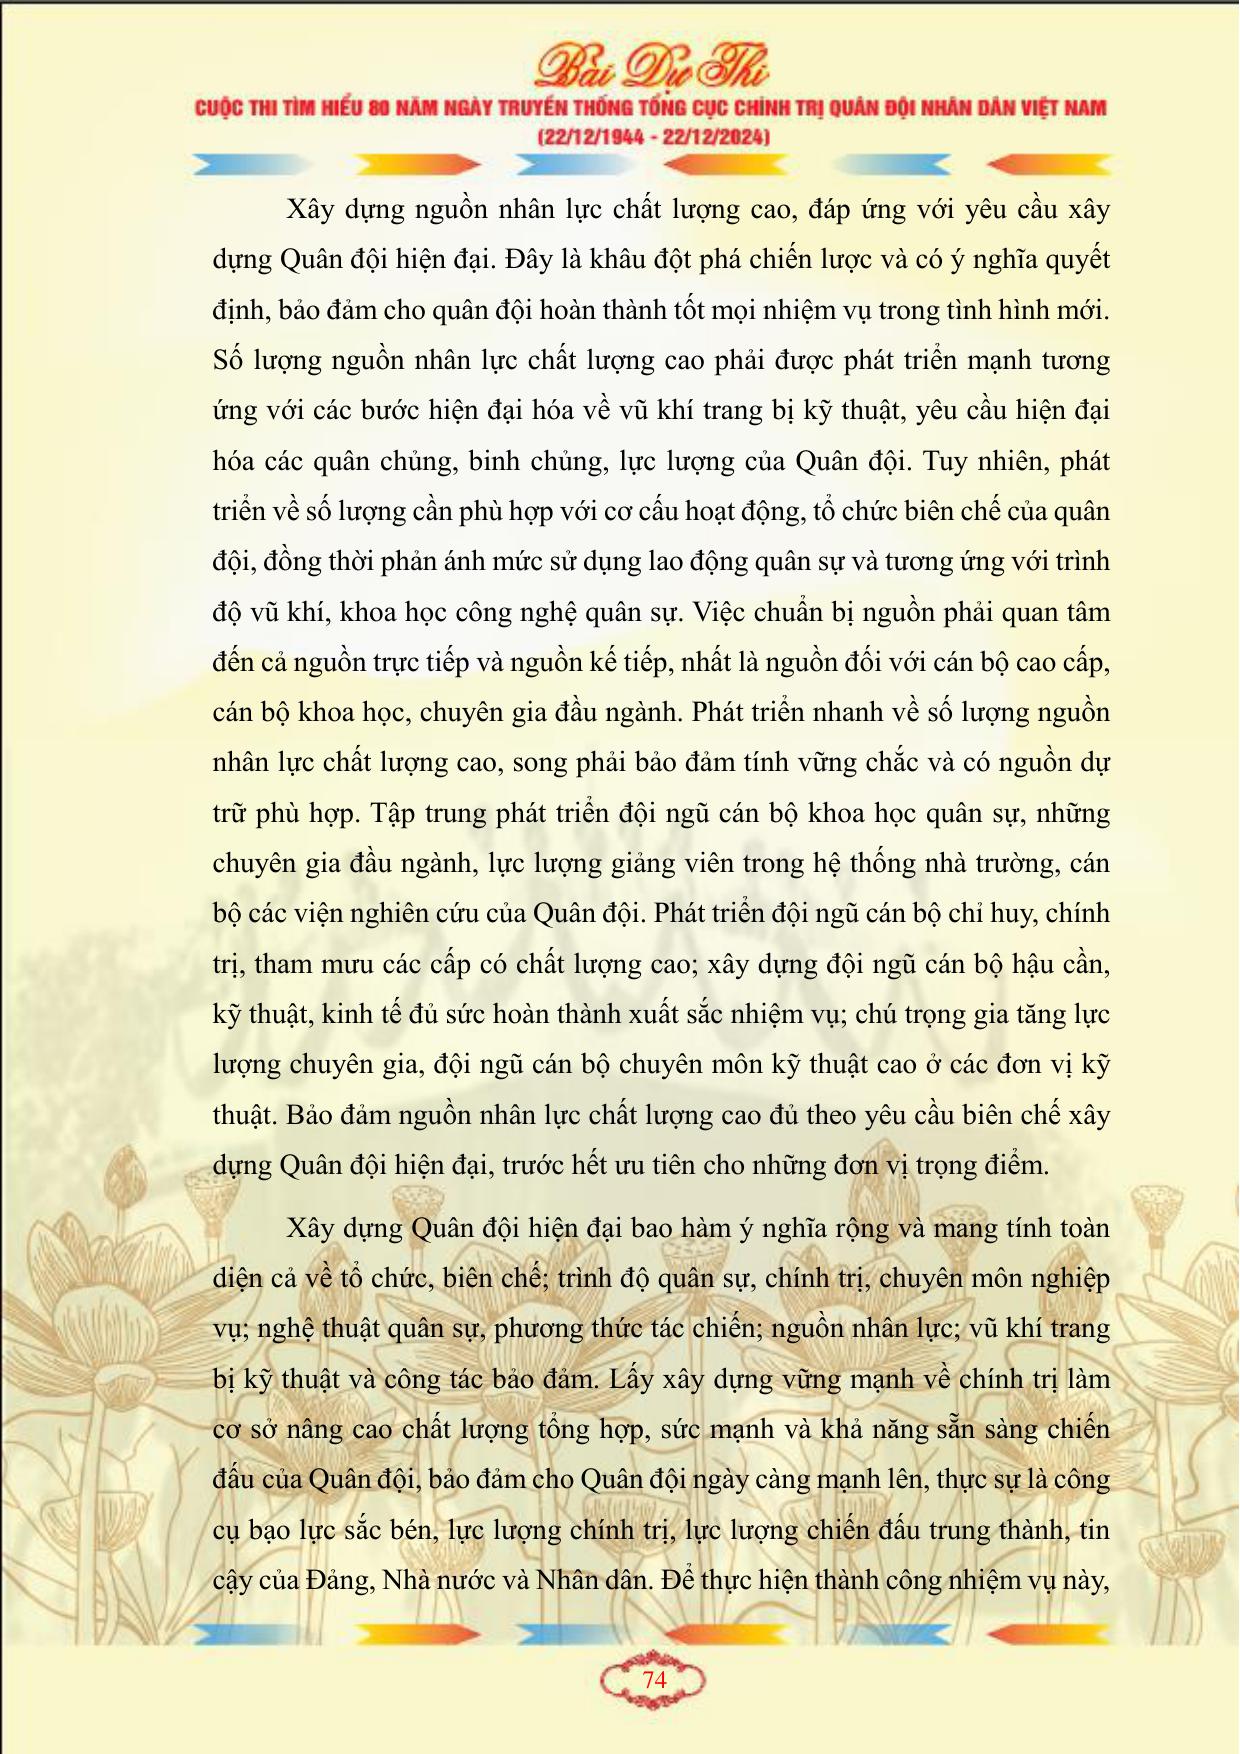 Bài Dự Thi
CUỘC THI TÌM HIỂU 80 NĂM NGÀY TRUYỀN THỐNG TỔNG CỤC CHÍNH TRỊ QUÂN ĐỘI NHÂN DÂN VIỆT NAM
(22/12/1944 - 22/12/2024)
Xây dựng nguồn nhân lực chất lượng cao, đáp ứng với yêu cầu xây
dựng Quân đội hiện đại. Đây là khâu đột phá chiến lược và có ý nghĩa quyết
định, bảo đảm cho quân đội hoàn thành tốt mọi nhiệm vụ trong tình hình mới.
Số lượng nguồn nhân lực chất lượng cao phải được phát triển mạnh tương
ứng với các bước hiện đại hóa về vũ khí trang bị kỹ thuật, yêu cầu hiện đại
hóa các quân chủng, binh chủng, lực lượng của Quân đội. Tuy nhiên, phát
triển về số lượng cần phù hợp với cơ cấu hoạt động, tổ chức biên chế của quân
đội, đồng thời phản ánh mức sử dụng lao động quân sự và tương ứng với trình
độ vũ khí, khoa học công nghệ quân sự. Việc chuẩn bị nguồn phải quan tâm
đến cả nguồn trực tiếp và nguồn kế tiếp, nhất là nguồn đối với cán bộ cao cấp,
cán bộ khoa học, chuyên gia đầu ngành. Phát triển nhanh về số lượng nguồn
nhân lực chất lượng cao, song phải bảo đảm tính vững chắc và có nguồn dự
trữ phù hợp. Tập trung phát triển đội ngũ cán bộ khoa học quân sự, những
chuyên gia đầu ngành, lực lượng giảng viên trong hệ thống nhà trường, cán
bộ các viện nghiên cứu của Quân đội. Phát triển đội ngũ cán bộ chỉ huy, chính
trị, tham mưu các cấp có chất lượng cao; xây dựng đội ngũ cán bộ hậu cần,
kỹ thuật, kinh tế đủ sức hoàn thành xuất sắc nhiệm vụ; chú trọng gia tăng lực
lượng chuyên gia, đội ngũ cán bộ chuyên môn kỹ thuật cao ở các đơn vị kỹ
thuật. Bảo đảm nguồn nhân lực chất lượng cao đủ theo yêu cầu biên chế xây
dựng Quân đội hiện đại, trước hết ưu tiên cho những đơn vị trọng điểm.
Xây dựng Quân đội hiện đại bao hàm ý nghĩa rộng và mang tính toàn
diện cả về tổ chức, biên chế; trình độ quân sự, chính trị, chuyên môn nghiệp
vụ; nghệ thuật quân sự, phương thức tác chiến; nguồn nhân lực; vũ khí trang
bị kỹ thuật và công tác bảo đảm. Lấy xây dựng vững mạnh về chính trị làm
cơ sở nâng cao chất lượng tổng hợp, sức mạnh và khả năng sẵn sàng chiến
đấu của Quân đội, bảo đảm cho Quân đội ngày càng mạnh lên, thực sự là công
cụ bạo lực sắc bén, lực lượng chính trị, lực lượng chiến đấu trung thành, tin
cậy của Đảng, Nhà nước và Nhân dân. Để thực hiện thành công nhiệm vụ này,
74